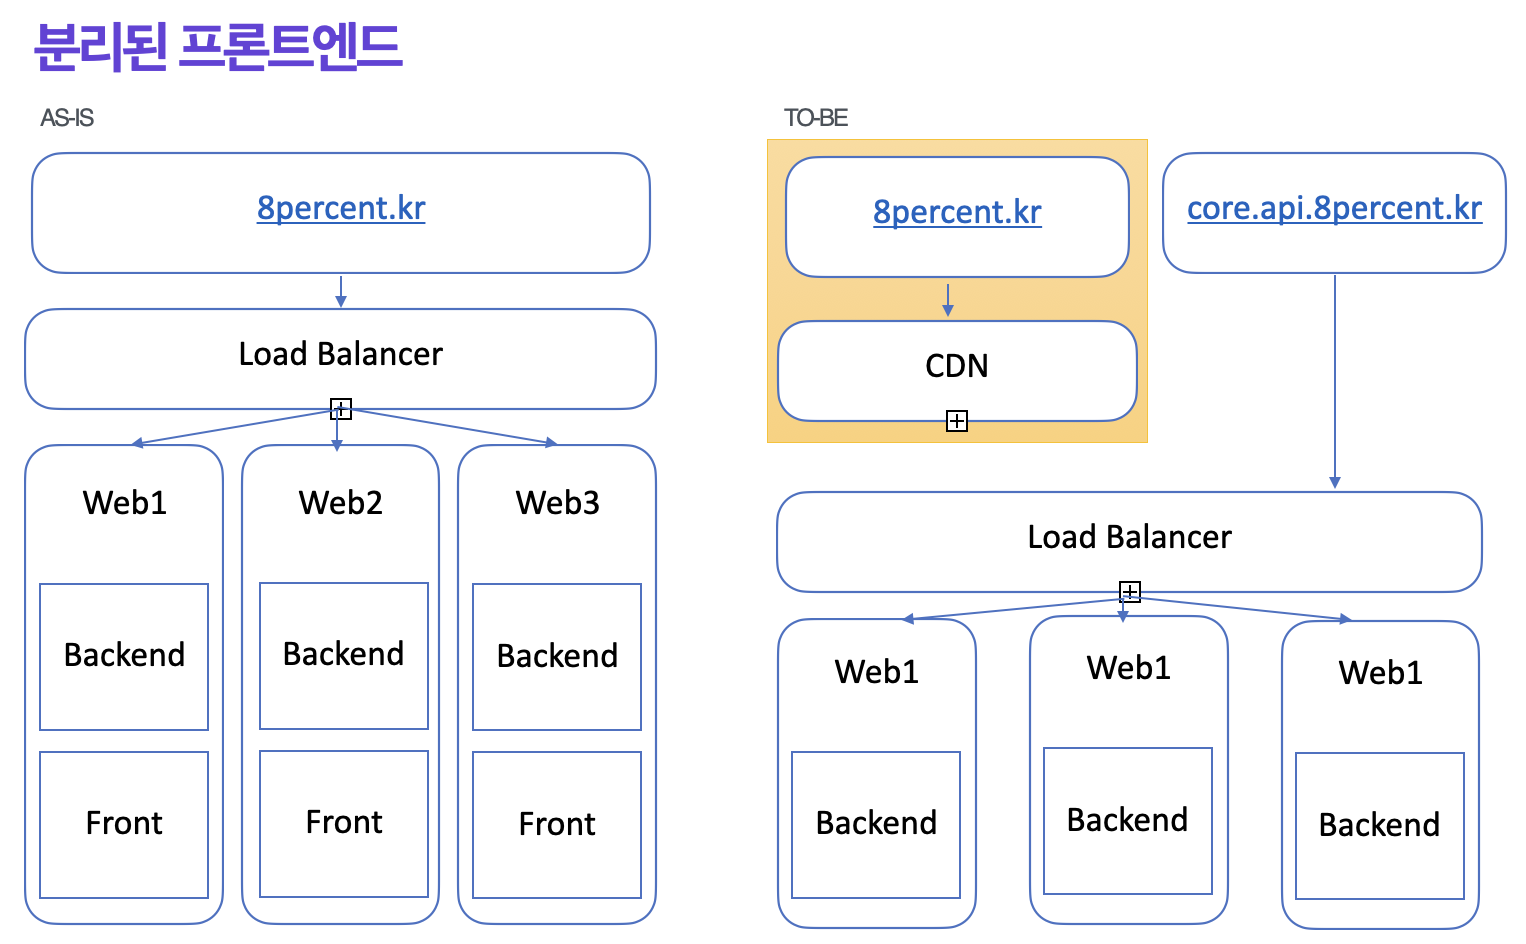 분리된 프론트엔드
AS-IS
8percent.kr
Load Balancer
Web1
Web2
Web3
Backend
Backend
Backend
Front
Front
Front
TO-BE
8percent.kr
core.api.8percent.kr
CDN
Load Balancer
Web1
Web1
Web1
Backend
Backend
Backend